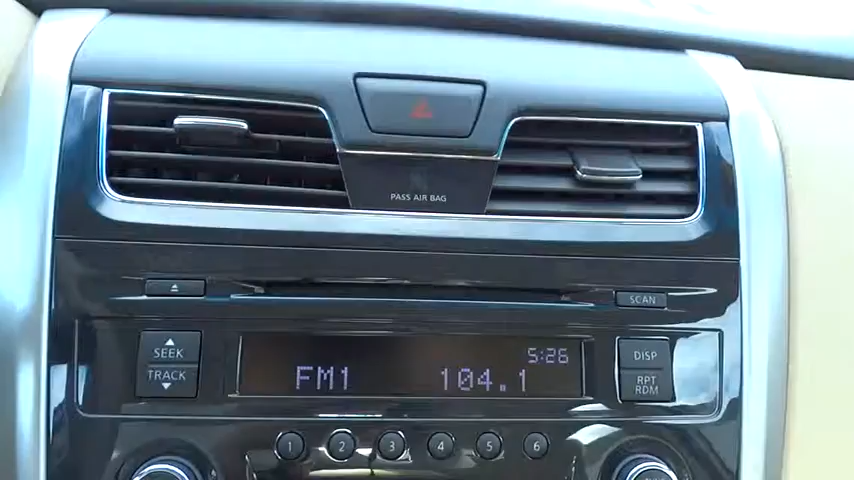 PASS AIR BAG
SCAN
SEEK
TRACK
FM1 104.1
5:26
DISP
RPT
RDM
1 2 3 4 5 6